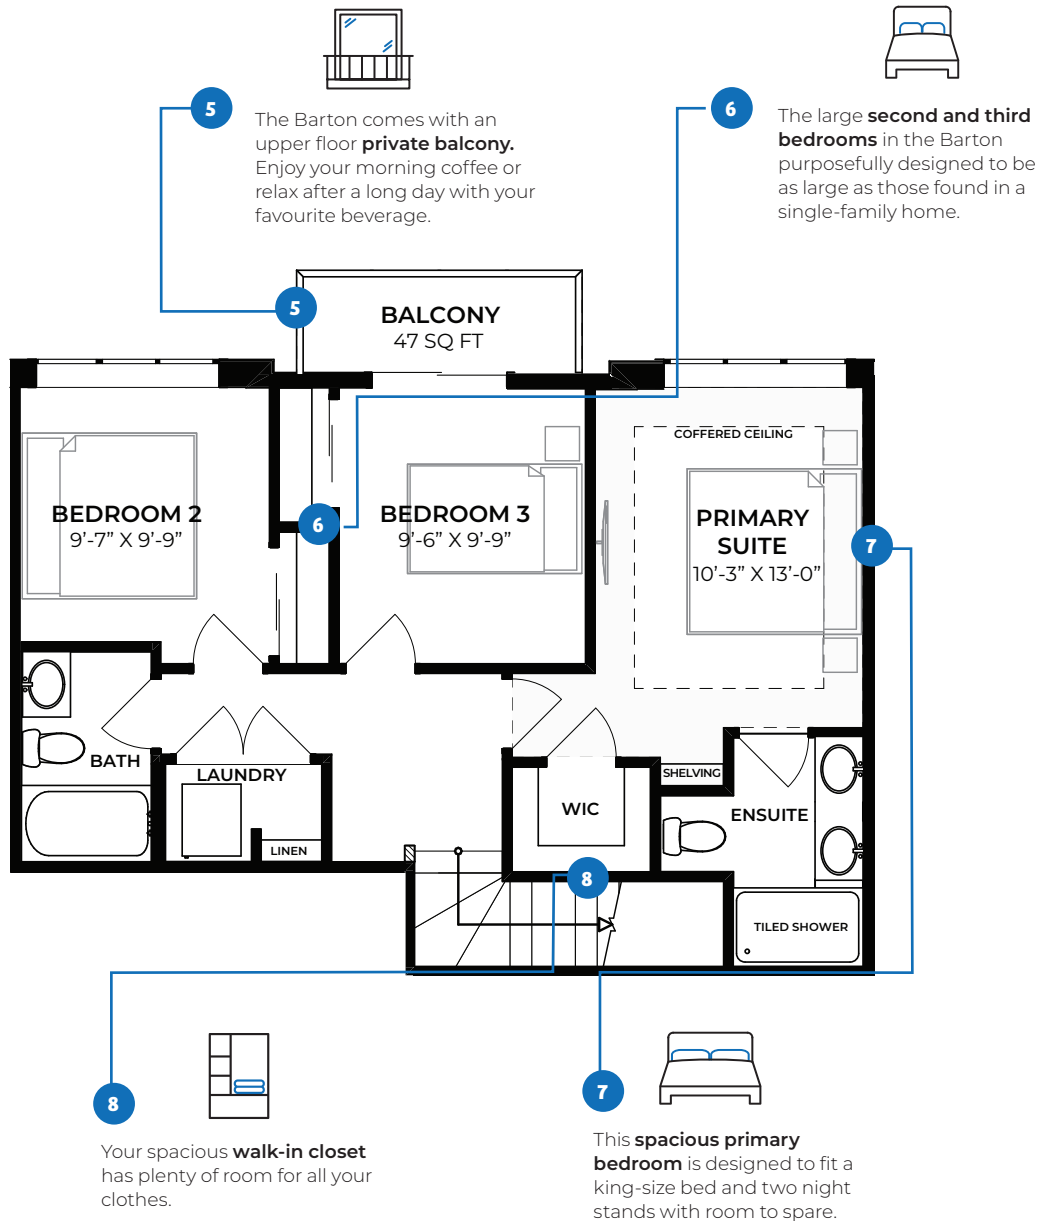 5
The Barton comes with an
upper floor private balcony.
Enjoy your morning coffee or
relax after a long day with your
favourite beverage.
6
The large second and third
bedrooms in the Barton
purposefully designed to be
as large as those found in a
single-family home.
5
BALCONY
47 SQ FT
COFFERED CEILING
BEDROOM 2
9’-7” X 9’-9”
6
BEDROOM 3
9’-6” X 9’-9”
PRIMARY
SUITE
10’-3” X 13’-0”
7
BATH
LAUNDRY
LINEN
WIC
SHELVING
ENSUITE
8
TILED SHOWER
8
Your spacious walk-in closet
has plenty of room for all your
clothes.
7
This spacious primary
bedroom is designed to fit a
king-size bed and two night
stands with room to spare.